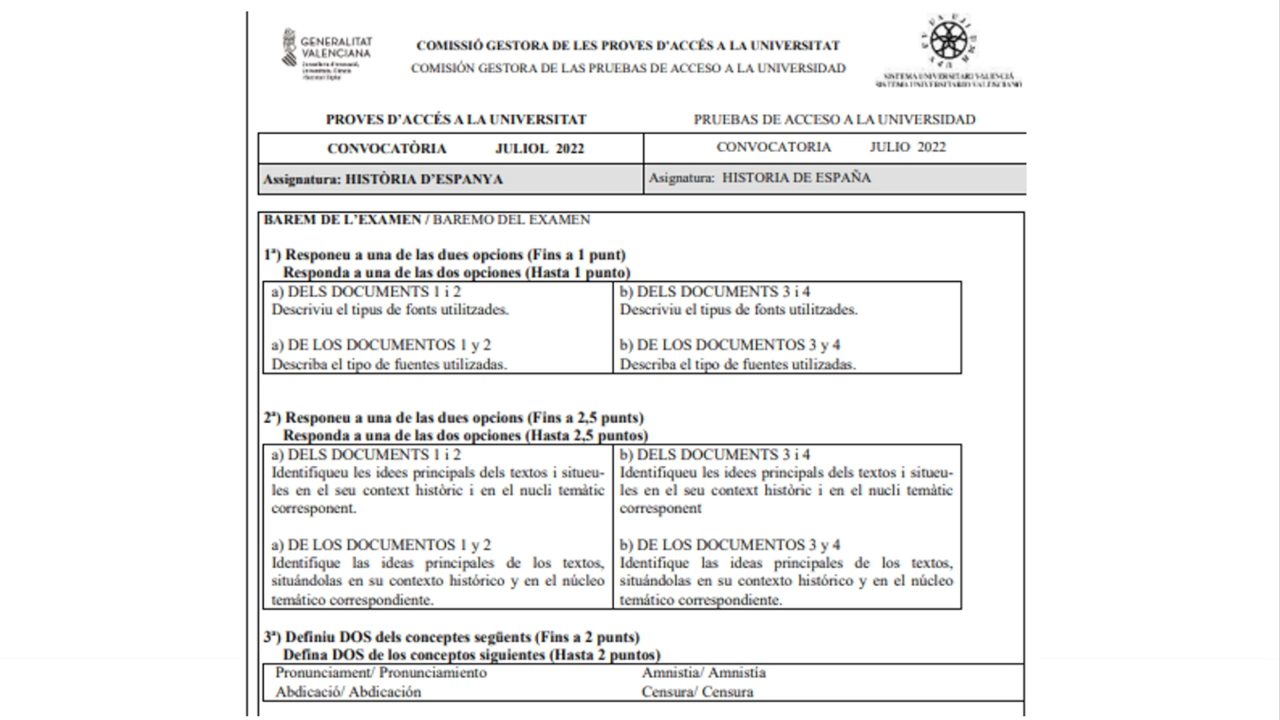 GENERALITAT
VALENCIANA
COMISSIÓ GESTORA DE LES PROVES D'ACCÉS A LA UNIVERSITAT
COMISIÓN GESTORA DE LAS PRUEBAS DE ACCESO A LA UNIVERSIDAD
SISTEMA UNIVERSITARI VALENCIÀ
SISTEMA UNIVERSITARIO VALENCIANO
PROVES D'ACCÉS A LA UNIVERSITAT
PRUEBAS DE ACCESO A LA UNIVERSIDAD
CONVOCATÒRIA JULIOL 2022
CONVOCATORIA JULIO 2022
Assignatura: HISTÒRIA D'ESPANYA
Asignatura: HISTORIA DE ESPAÑA
BAREM DE L'EXAMEN / BAREMO DEL EXAMEN
1ª) Responeu a una de las dues opcions (Fins a 1 punt)
Responda a una de las dos opciones (Hasta 1 punto)
a) DELS DOCUMENTS 1 i 2
Descriviu el tipus de fonts utilitzades.
a) DE LOS DOCUMENTOS 1 y 2
Describa el tipo de fuentes utilizadas.
b) DELS DOCUMENTS 3 i 4
Descriviu el tipus de fonts utilitzades.
b) DE LOS DOCUMENTOS 3 y 4
Describa el tipo de fuentes utilizadas.
2ª) Responeu a una de las dues opcions (Fins a 2,5 punts)
Responda a una de las dos opciones (Hasta 2,5 puntos)
a) DELS DOCUMENTS 1 i 2
Identifiqueu les idees principals dels textos i situeu-
les en el seu context històric i en el nucli temàtic
corresponent.
a) DE LOS DOCUMENTOS 1 y 2
Identifique las ideas principales de los textos,
situándolas en su contexto histórico y en el núcleo
temático correspondiente.
b) DELS DOCUMENTS 3 i 4
Identifiqueu les idees principals dels textos i situeu-
les en el seu context històric i en el nucli temàtic
corresponent
b) DE LOS DOCUMENTOS 3 y 4
Identifique las ideas principales de los textos,
situándolas en su contexto histórico y en el núcleo
temático correspondiente.
3ª) Definiu DOS dels conceptes següents (Fins a 2 punts)
Defina DOS de los conceptos siguientes (Hasta 2 puntos)
Pronunciament/ Pronunciamiento
Abdicació/ Abdicación
Amnistia/ Amnistía
Censura/ Censura